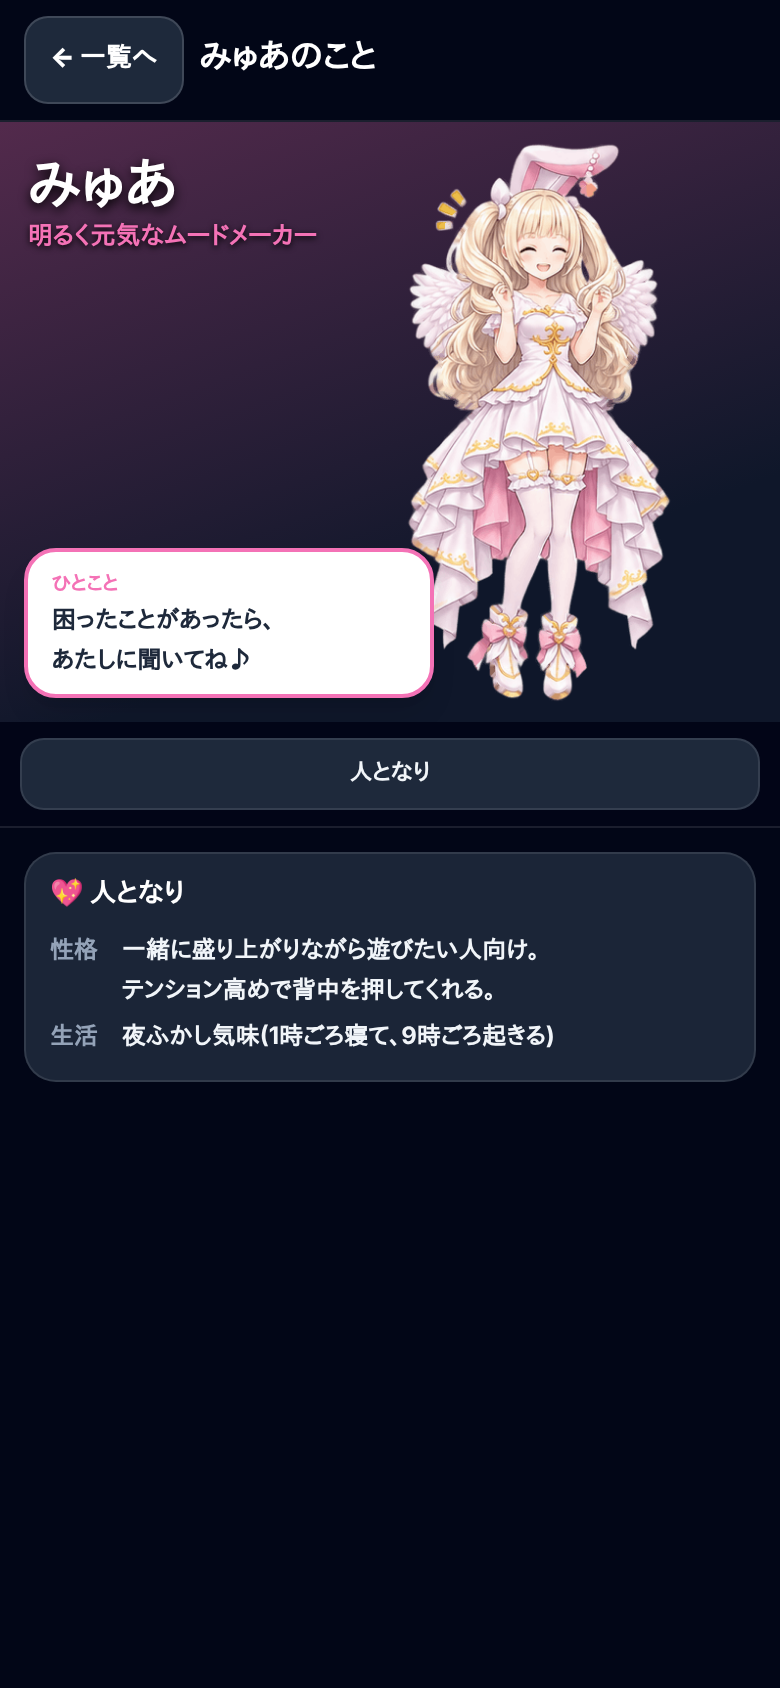 ← 一覧へ
みゅあのこと
みゅあ
明るく元気なムードメーカー
ひとこと
困ったことがあったら、
あたしに聞いてね♪
人となり
💖 人となり
性格 一緒に盛り上がりながら遊びたい人向け。
テンション高めで背中を押してくれる。
生活 夜ふかし気味(1時ごろ寝て、9時ごろ起きる)